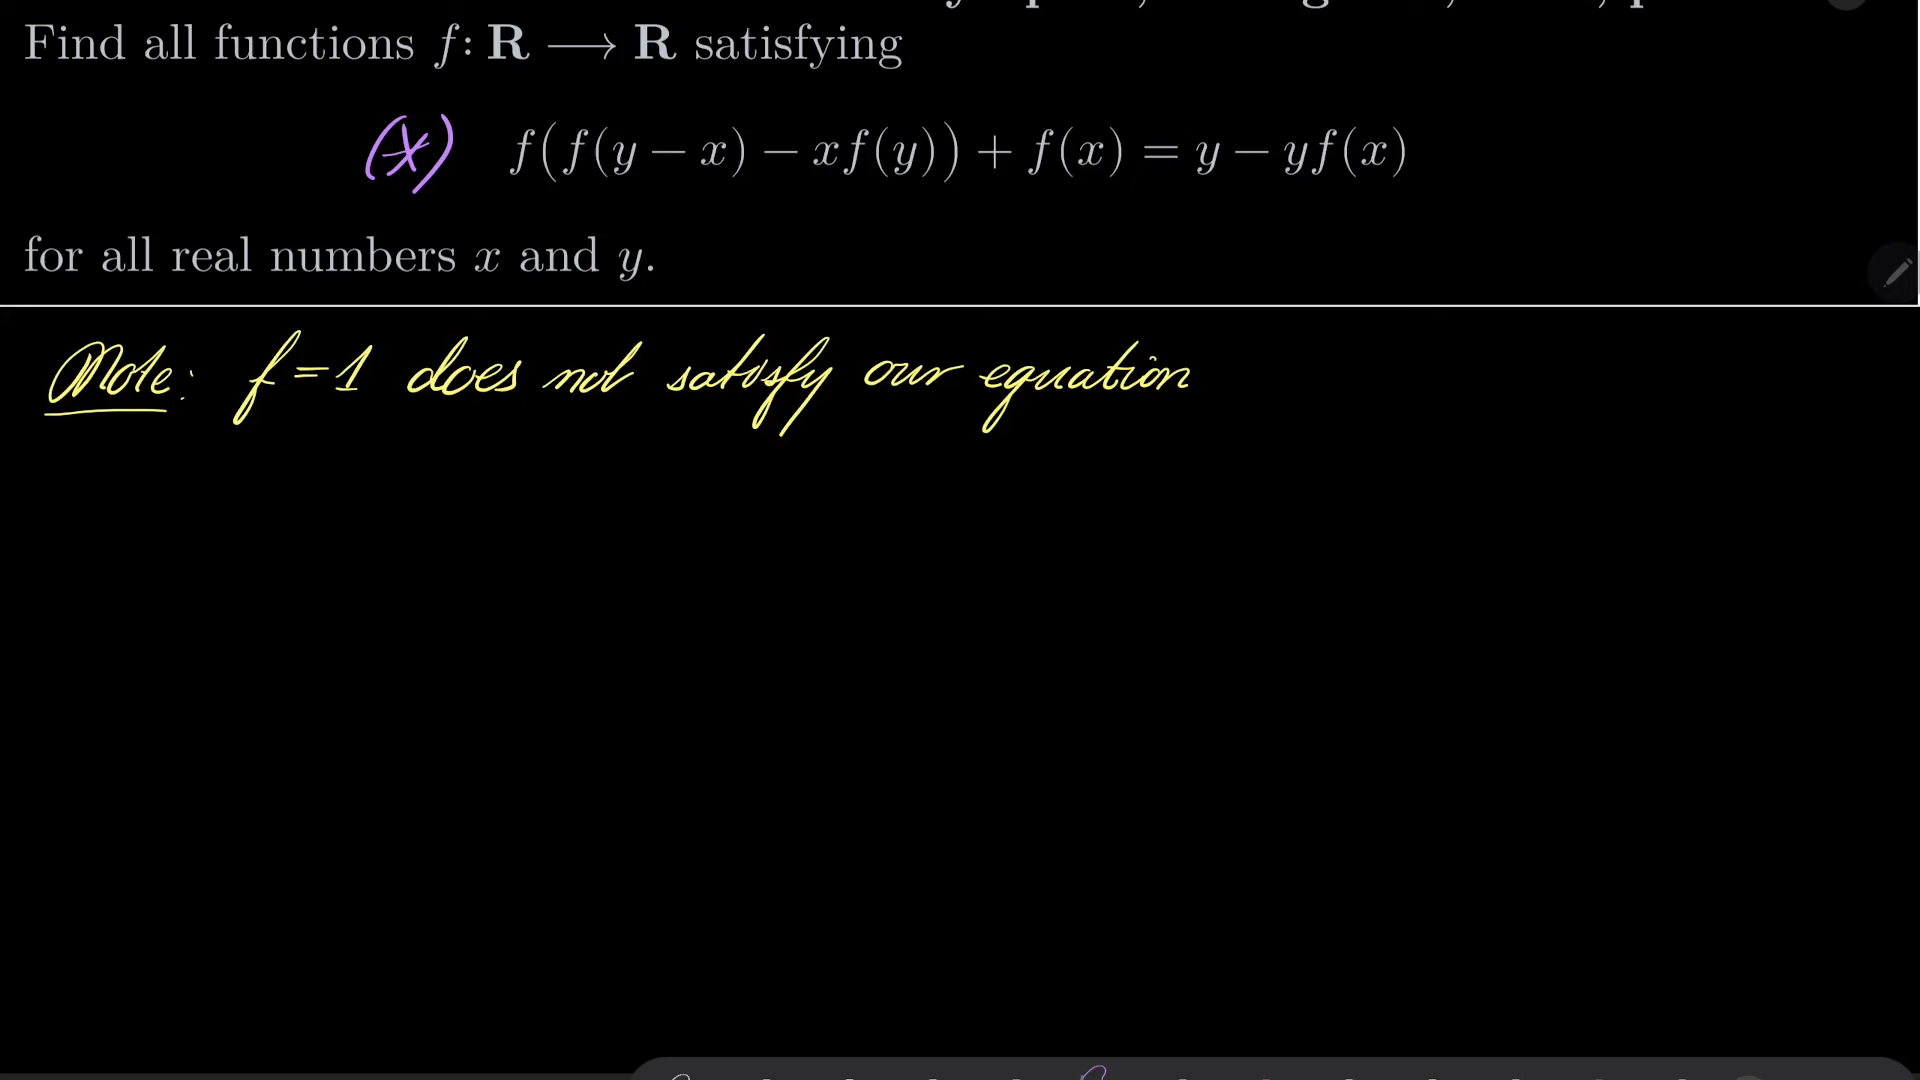 Find all functions f: R ⟶ R satisfying
(*) f(f(y − x) − xf(y)) + f(x) = y − yf(x)
for all real numbers x and y.
Note: f = 1 does not satisfy our equation